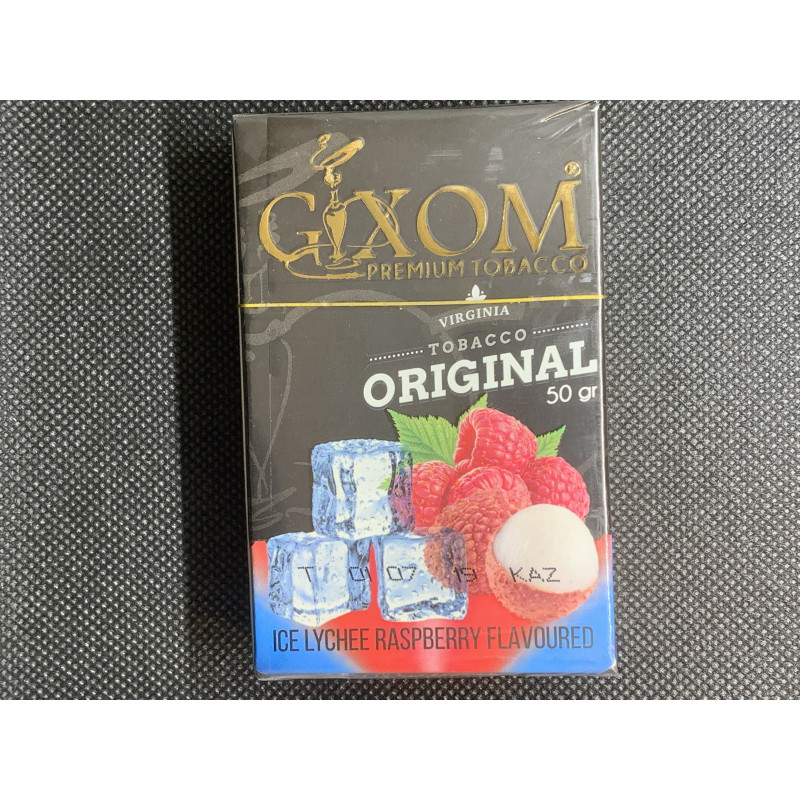 GIXOM®
PREMIUM TOBACCO
VIRGINIA
TOBACCO
ORIGINAL
50 gr
T 01 07 19 KAZ
ICE LYCHEE RASPBERRY FLAVOURED